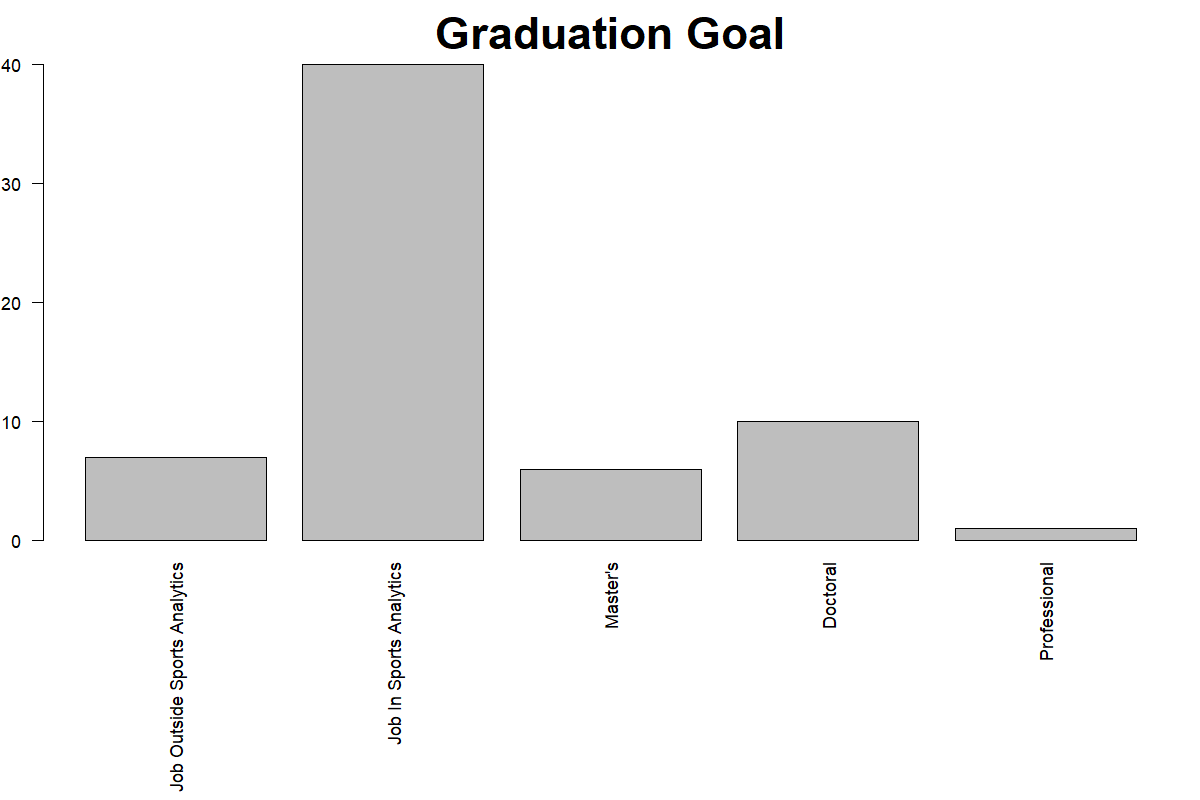 Graduation Goal
40
30
20
10
0
Job Outside Sports Analytics
Job In Sports Analytics
Master's
Doctoral
Professional